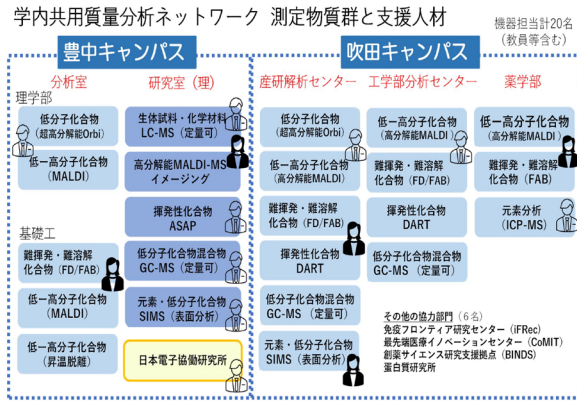 学内共用質量分析ネットワーク 測定物質群と支援人材
機器担当計20名
(教員等含む)
豊中キャンパス
分析室
研究室(理)
理学部
低分子化合物
(超高分解能Orbi)
低ー高分子化合物
(MALDI)
基礎工
難揮発・難溶解
化合物(FD/FAB)
低ー高分子化合物
(MALDI)
低ー高分子化合物
(昇温脱離)
生体試料・化学材料
LC-MS(定量可)
高分解能MALDI-MS
イメージング
揮発性化合物
ASAP
低分子化合物混合物
GC-MS(定量可)
元素・低分子化合物
SIMS(表面分析)
日本電子協働研究所
吹田キャンパス
産研解析センター
工学部分析センター
薬学部
低分子化合物
(超高分解能Orbi)
低ー高分子化合物
(高分解能MALDI)
難揮発・難溶解
化合物(FD/FAB)
揮発性化合物
DART
低分子化合物混合物
GC-MS(定量可)
元素・低分子化合物
SIMS(表面分析)
低ー高分子化合物
(高分解能MALDI)
難揮発・難溶解
化合物(FD/FAB)
揮発性化合物
DART
低分子化合物混合物
GC-MS(定量可)
低ー高分子化合物
(高分解能MALDI)
難揮発・難溶解
化合物(FAB)
元素分析
(ICP-MS)
その他の協力部門(6名)
免疫フロンティア研究センター(iFRec)
最先端医療イノベーションセンター(CoMIT)
創薬サイエンス研究支援拠点(BINDS)
蛋白質研究所